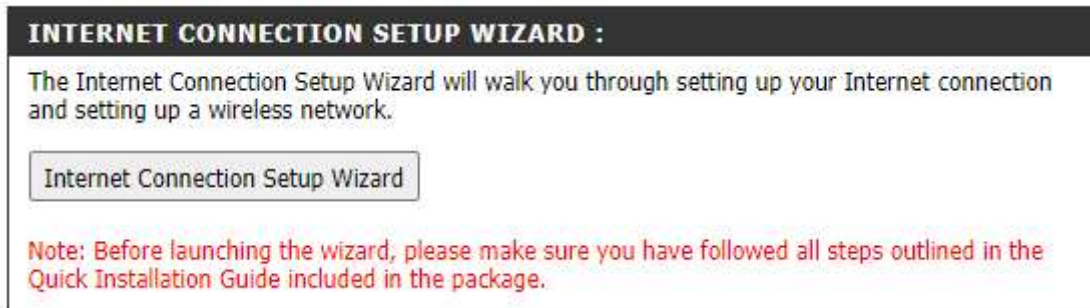 INTERNET CONNECTION SETUP WIZARD :
The Internet Connection Setup Wizard will walk you through setting up your Internet connection
and setting up a wireless network.
Internet Connection Setup Wizard
Note: Before launching the wizard, please make sure you have followed all steps outlined in the
Quick Installation Guide included in the package.